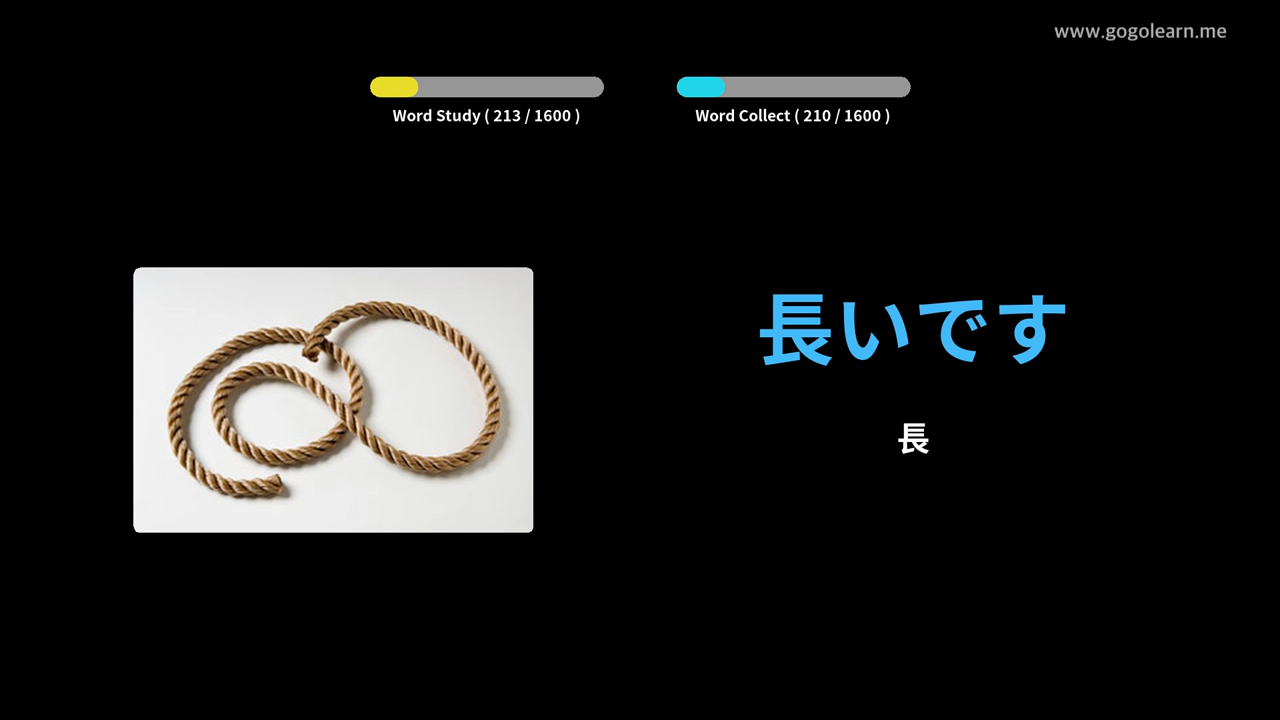 www.gogolearn.me
Word Study ( 213 / 1600 )
Word Collect ( 210 / 1600 )
長いです
長